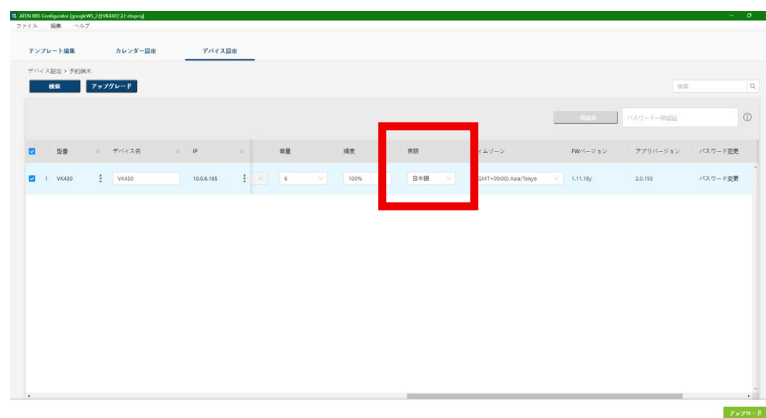 ATEN RBS Configurator
ファイル 編集 ヘルプ
テンプレート編集 カレンダー設定 デバイス設定
デバイス設定 > 予約端末
検索 アップグレード 検索
パスワード一括認証
型番 デバイス名 IP 音量 輝度 言語 イムゾーン FWバージョン アプリバージョン パスワード変更
1 VK430 VK430 10.0.6.165 6 100% 日本語 (GMT+09:00) Asia/Tokyo 2.0.193 パスワード変更
アップロード